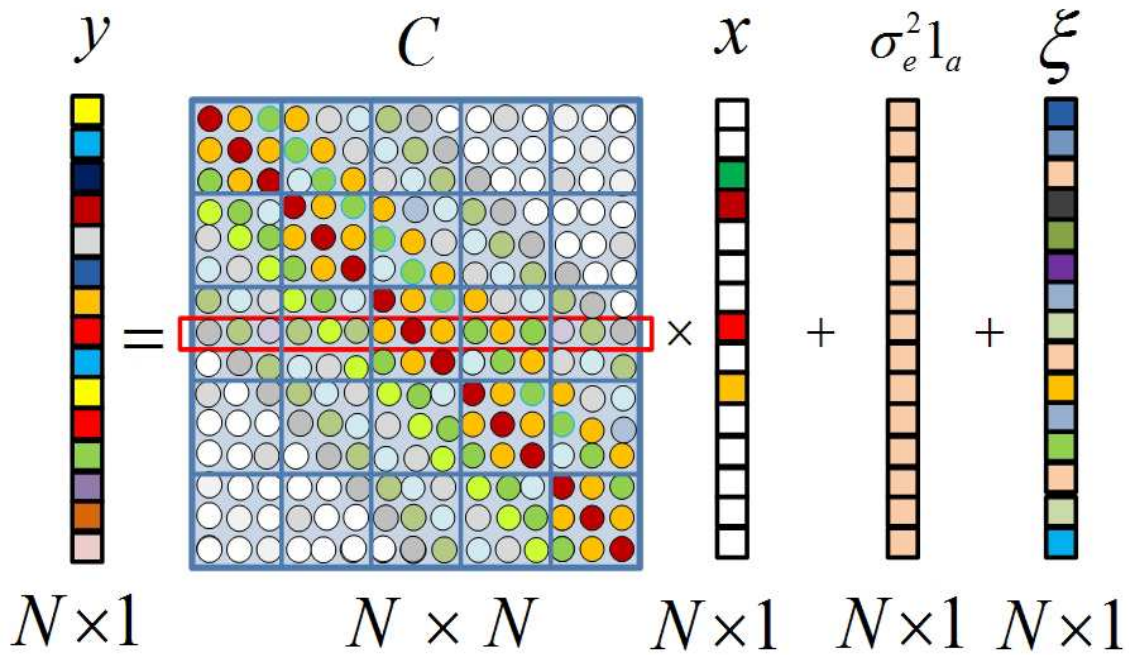 y C x σ_e^2 1_a ξ
= × + +
N×1 N × N N×1 N×1 N×1